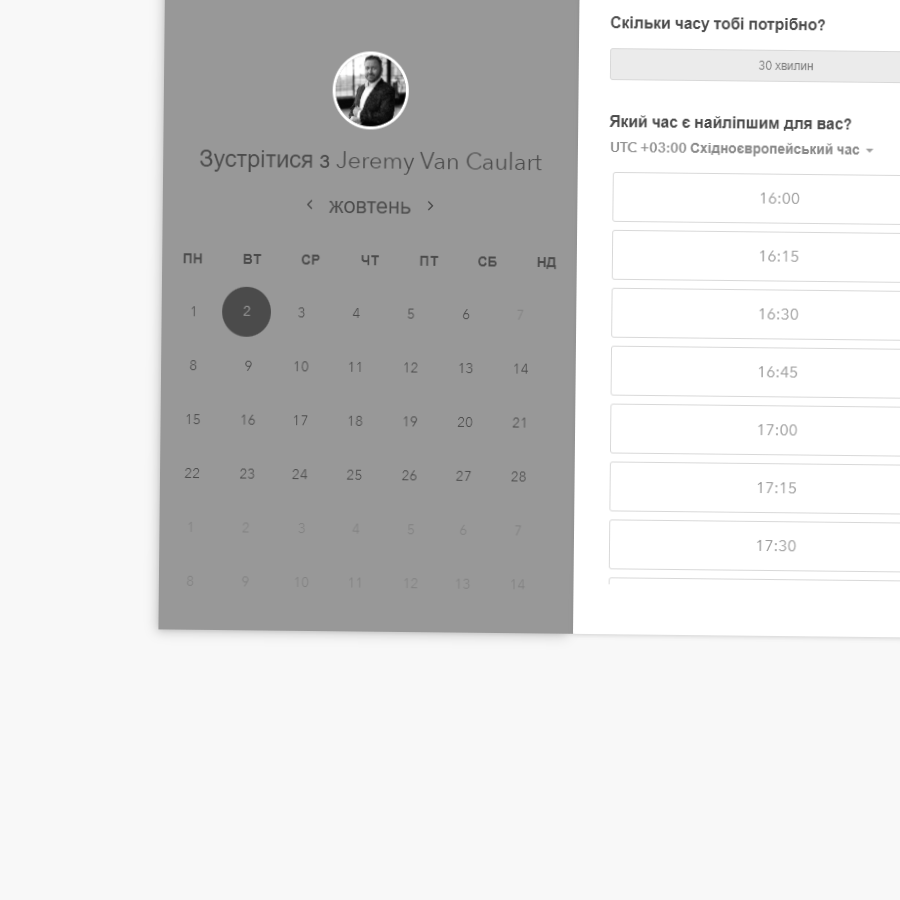 Зустрітися з Jeremy Van Caulart
‹ жовтень ›
ПН ВТ СР ЧТ ПТ СБ НД
1 2 3 4 5 6 7
8 9 10 11 12 13 14
15 16 17 18 19 20 21
22 23 24 25 26 27 28
1 2 3 4 5 6 7
8 9 10 11 12 13 14
Скільки часу тобі потрібно?
30 хвилин
Який час є найліпшим для вас?
UTC +03:00 Східноєвропейський час
16:00
16:15
16:30
16:45
17:00
17:15
17:30